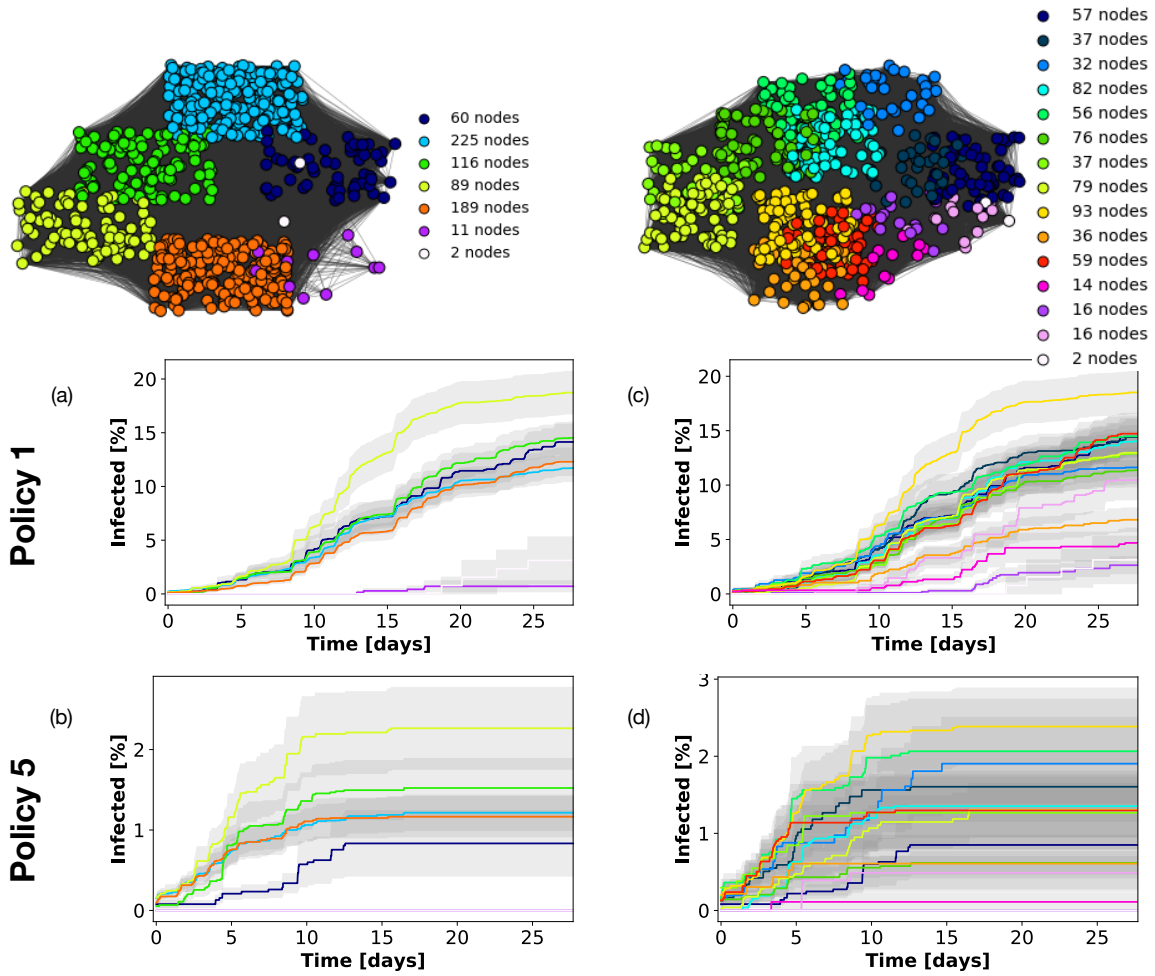 57 nodes
37 nodes
32 nodes
82 nodes
56 nodes
76 nodes
37 nodes
79 nodes
93 nodes
36 nodes
59 nodes
14 nodes
16 nodes
16 nodes
2 nodes
60 nodes
225 nodes
116 nodes
89 nodes
189 nodes
11 nodes
2 nodes
Policy 1
(a)
Infected [%]
20
15
10
5
0
0 5 10 15 20 25
Time [days]
(c)
Infected [%]
20
15
10
5
0
0 5 10 15 20 25
Time [days]
Policy 5
(b)
Infected [%]
2
1
0
0 5 10 15 20 25
Time [days]
(d)
Infected [%]
3
2
1
0
0 5 10 15 20 25
Time [days]